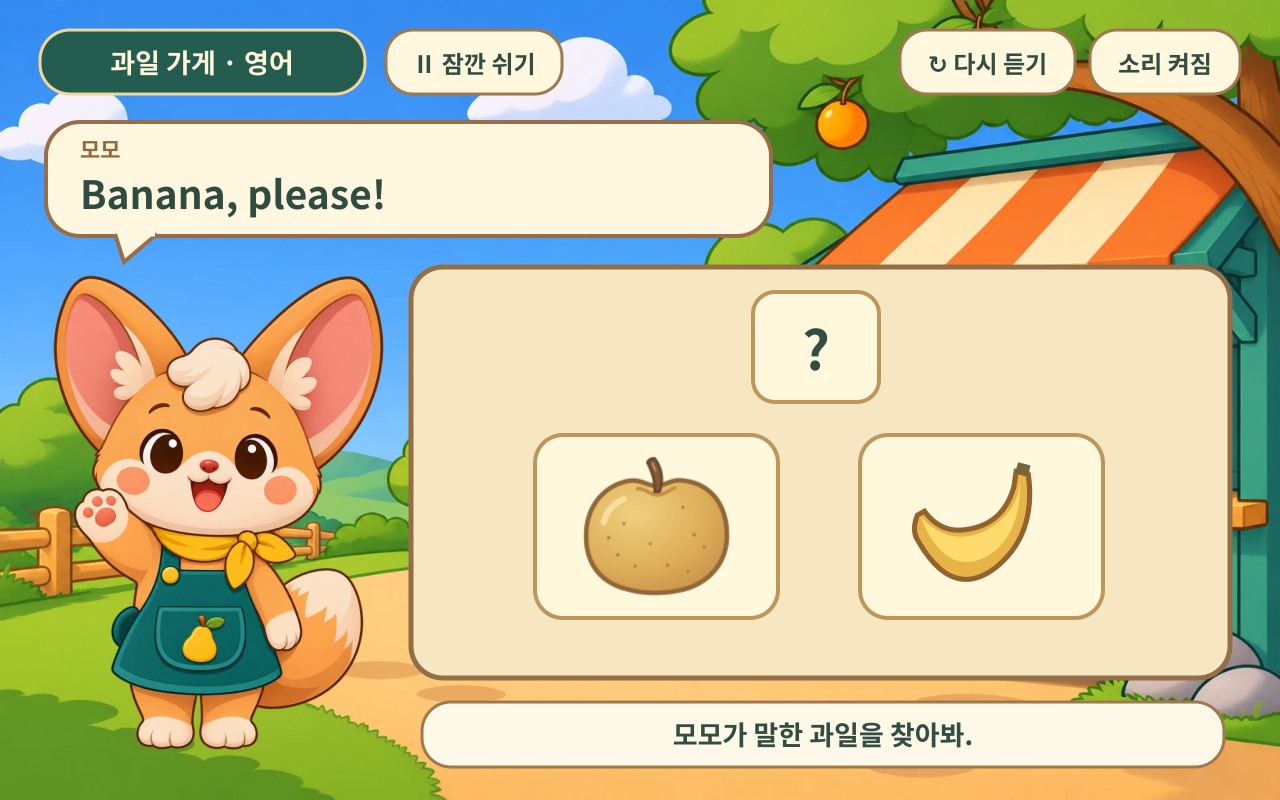 과일 가게 · 영어
II 잠깐 쉬기
↻ 다시 듣기
소리 켜짐
모모
Banana, please!
?
모모가 말한 과일을 찾아봐.